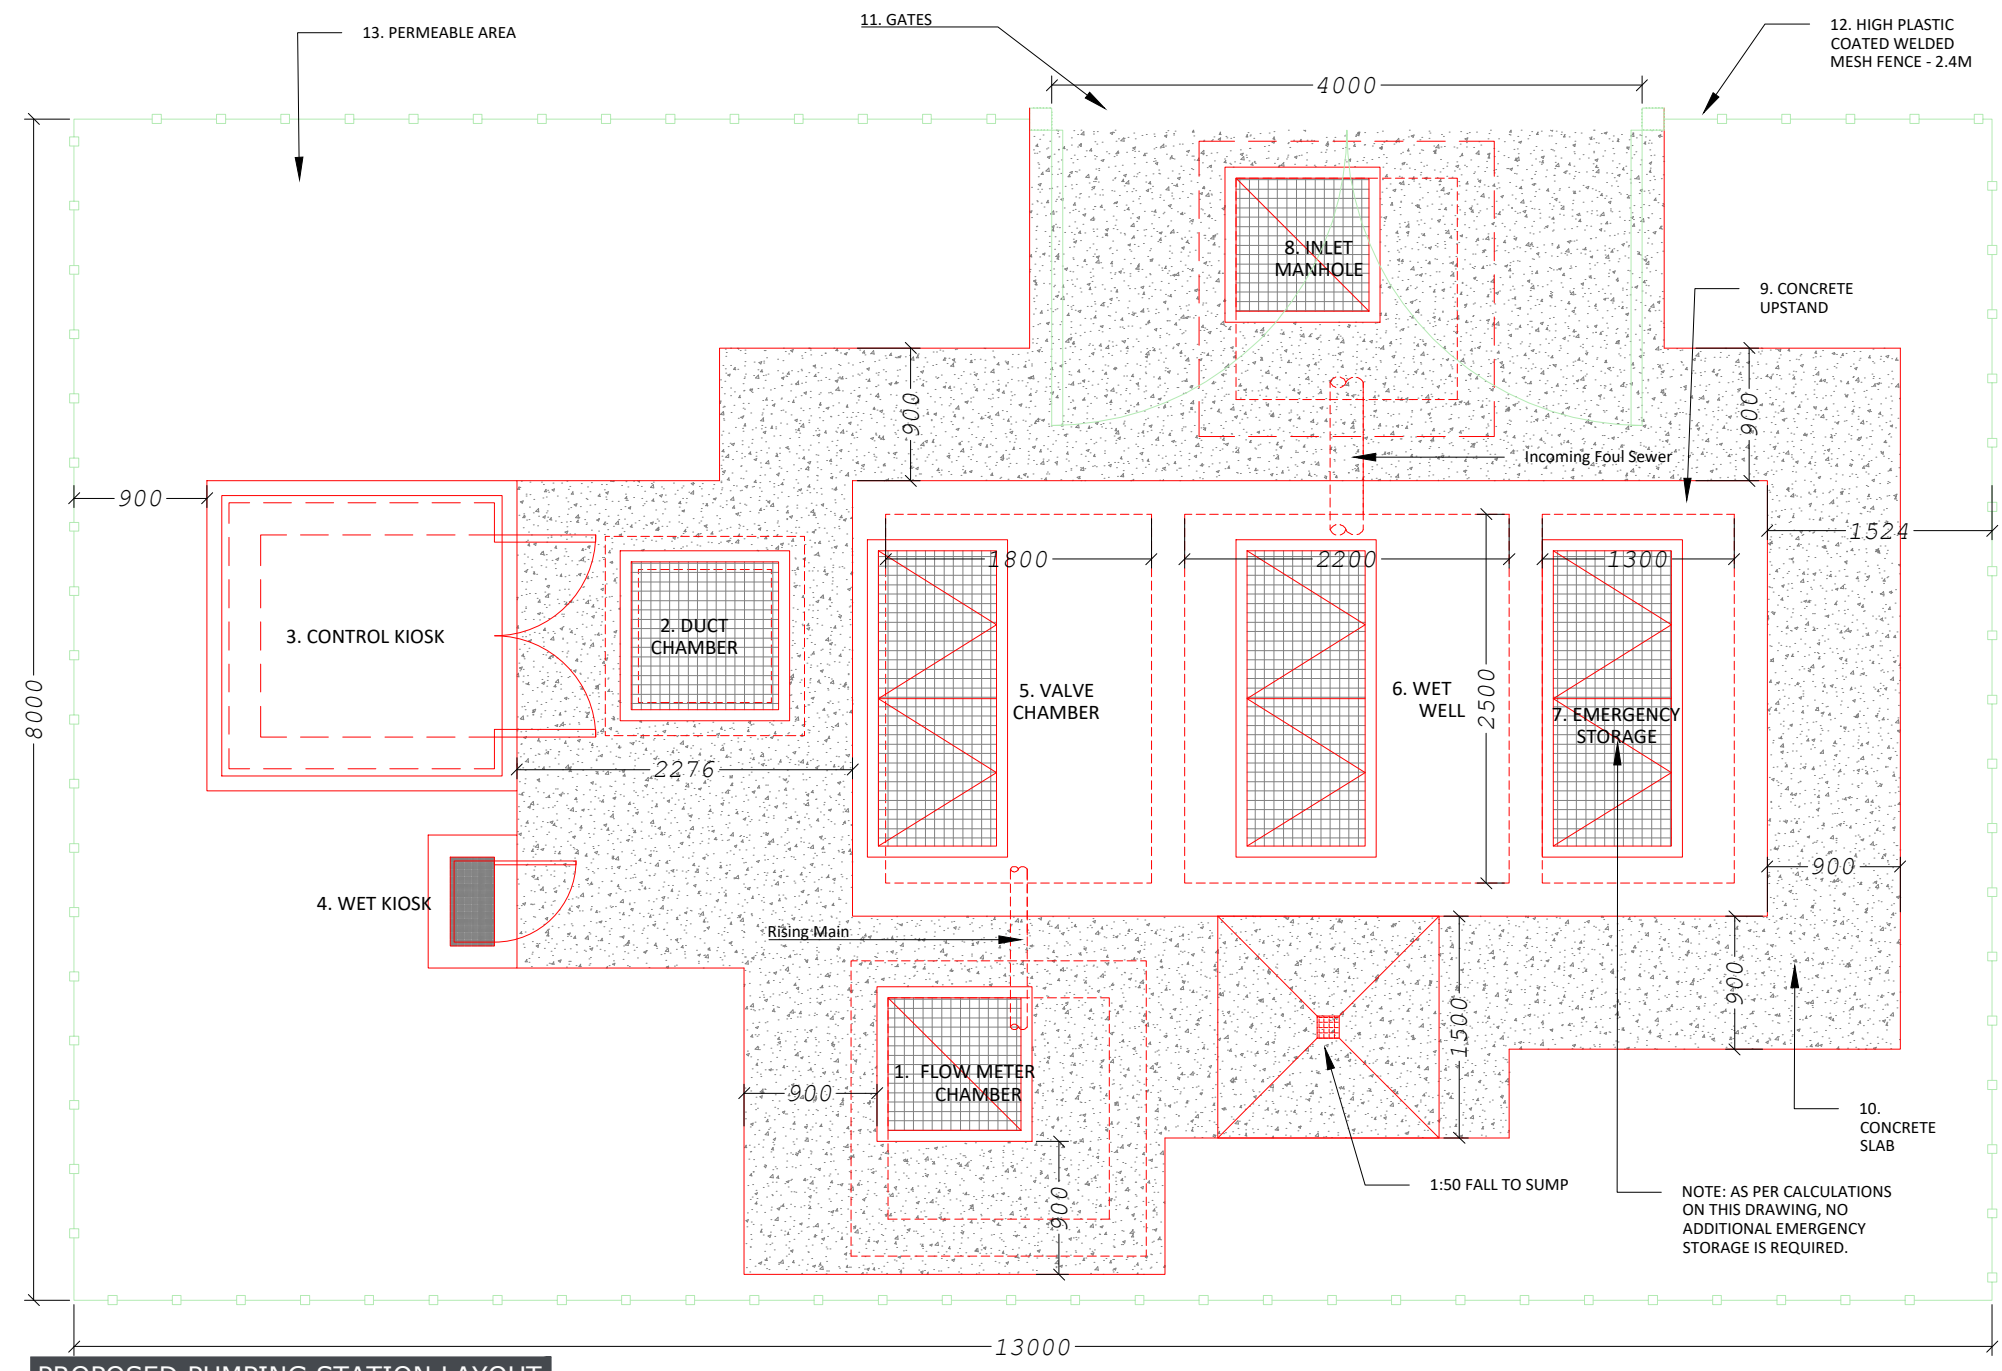 13. PERMEABLE AREA
11. GATES
12. HIGH PLASTIC
COATED WELDED
MESH FENCE - 2.4M
4000
8. INLET
MANHOLE
9. CONCRETE
UPSTAND
900
900
Incoming Foul Sewer
900
1524
1800
2200
1300
3. CONTROL KIOSK
2. DUCT
CHAMBER
5. VALVE
CHAMBER
6. WET
WELL
2500
7. EMERGENCY
STORAGE
8000
2276
900
4. WET KIOSK
Rising Main
900
1500
1. FLOW METER
CHAMBER
900
900
10.
CONCRETE
SLAB
1:50 FALL TO SUMP
NOTE: AS PER CALCULATIONS
ON THIS DRAWING, NO
ADDITIONAL EMERGENCY
STORAGE IS REQUIRED.
13000
PROPOSED PUMPING STATION LAYOUT